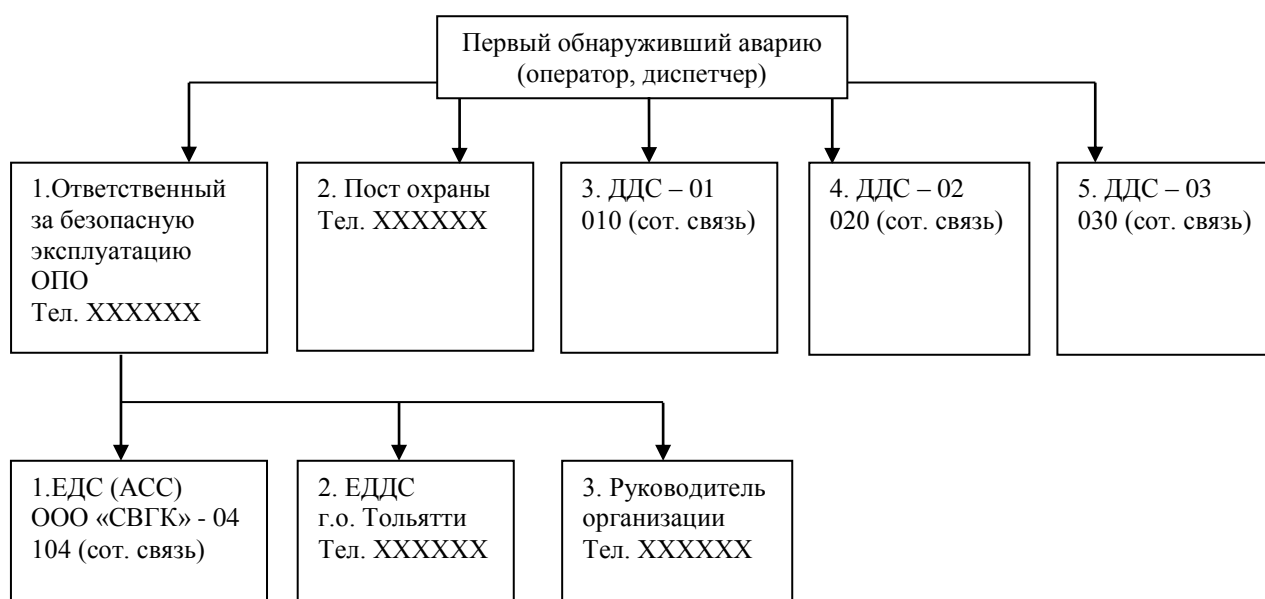 Первый обнаруживший аварию
(оператор, диспетчер)
1.Ответственный
за безопасную
эксплуатацию
ОПО
Тел. XXXXXX
2. Пост охраны
Тел. XXXXXX
3. ДДС – 01
010 (сот. связь)
4. ДДС – 02
020 (сот. связь)
5. ДДС – 03
030 (сот. связь)
1.ЕДС (АСС)
ООО «СВГК» - 04
104 (сот. связь)
2. ЕДДС
г.о. Тольятти
Тел. XXXXXX
3. Руководитель
организации
Тел. XXXXXX